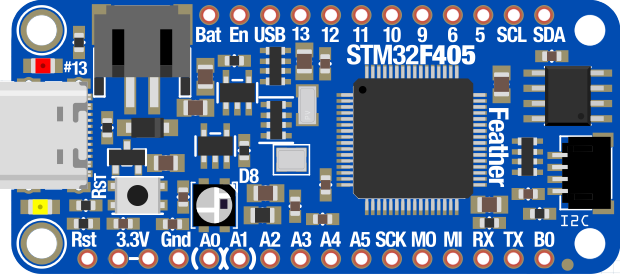 Bat En USB 13 12 11 10 9 6 5 SCL SDA
STM32F405
#13
Feather
D8
RST
I2C
Rst 3.3V Gnd A0 A1 A2 A3 A4 A5 SCK MO MI RX TX B0